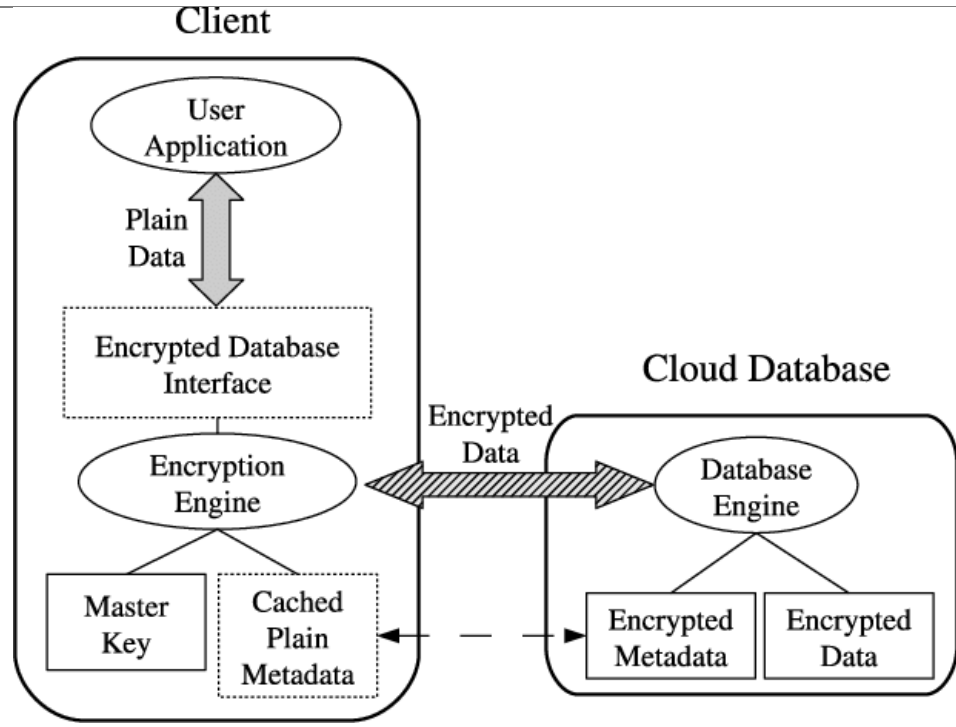 Client
User
Application
Plain
Data
Encrypted Database
Interface
Encryption
Engine
Master
Key
Cached
Plain
Metadata
Encrypted
Data
Cloud Database
Database
Engine
Encrypted
Metadata
Encrypted
Data